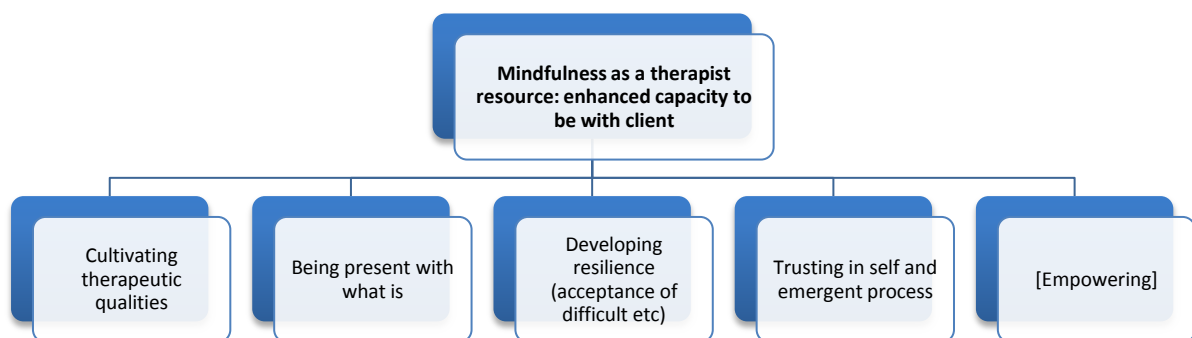 Mindfulness as a therapist
resource: enhanced capacity to
be with client
Cultivating
therapeutic
qualities
Being present with
what is
Developing
resilience
(acceptance of
difficult etc)
Trusting in self and
emergent process
[Empowering]